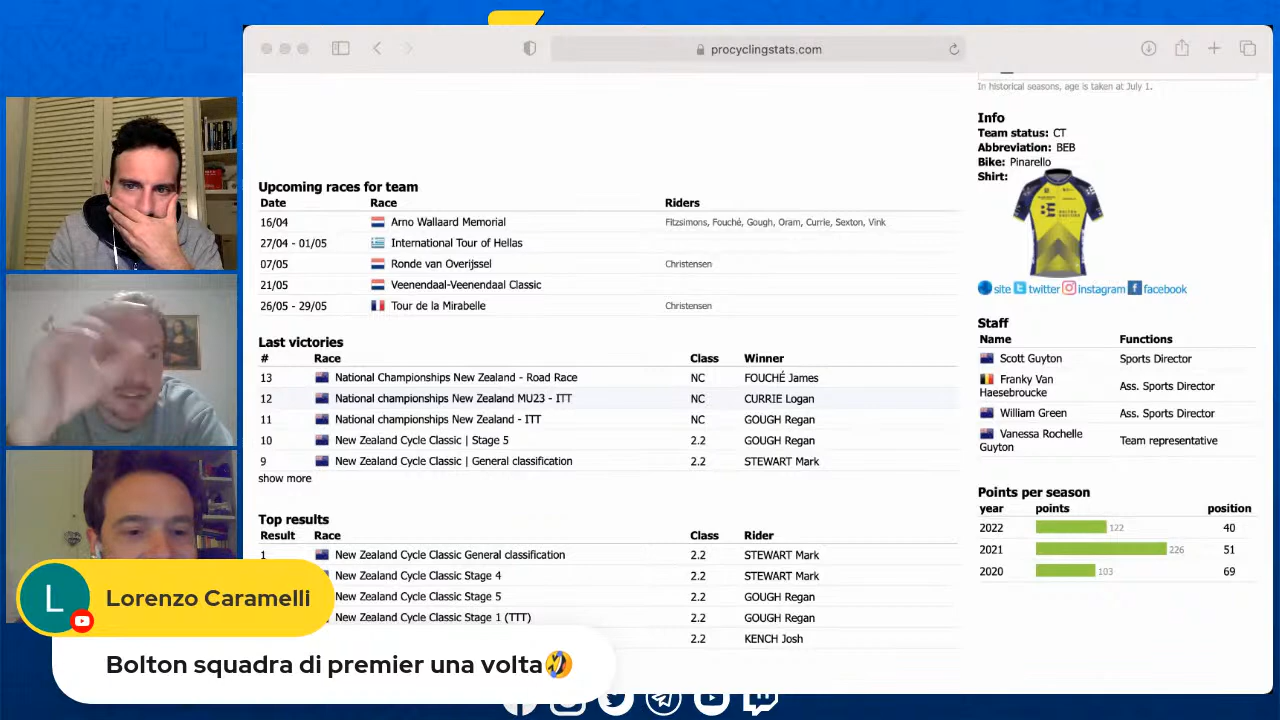 procyclingstats.com
In historical seasons, age is taken at July 1.
Info
Team status: CT
Abbreviation: BEB
Bike: Pinarello
Shirt:
site twitter instagram facebook
Upcoming races for team
Date Race Riders
16/04 Arno Wallaard Memorial Fitzsimons, Fouché, Gough, Oram, Currie, Sexton, Vink
27/04 - 01/05 International Tour of Hellas
07/05 Ronde van Overijssel Christensen
21/05 Veenendaal-Veenendaal Classic
26/05 - 29/05 Tour de la Mirabelle Christensen
Last victories
# Race Class Winner
13 National Championships New Zealand - Road Race NC FOUCHÉ James
12 National championships New Zealand MU23 - ITT NC CURRIE Logan
11 National championships New Zealand - ITT NC GOUGH Regan
10 New Zealand Cycle Classic | Stage 5 2.2 GOUGH Regan
9 New Zealand Cycle Classic | General classification 2.2 STEWART Mark
show more
Top results
Result Race Class Rider
1 New Zealand Cycle Classic General classification 2.2 STEWART Mark
New Zealand Cycle Classic Stage 4 2.2 STEWART Mark
New Zealand Cycle Classic Stage 5 2.2 GOUGH Regan
New Zealand Cycle Classic Stage 1 (TTT) 2.2 GOUGH Regan
2.2 KENCH Josh
Staff
Name Functions
Scott Guyton Sports Director
Franky Van Haesebroucke Ass. Sports Director
William Green Ass. Sports Director
Vanessa Rochelle Guyton Team representative
Points per season
year points position
2022 122 40
2021 226 51
2020 103 69
L Lorenzo Caramelli
Bolton squadra di premier una volta🤣